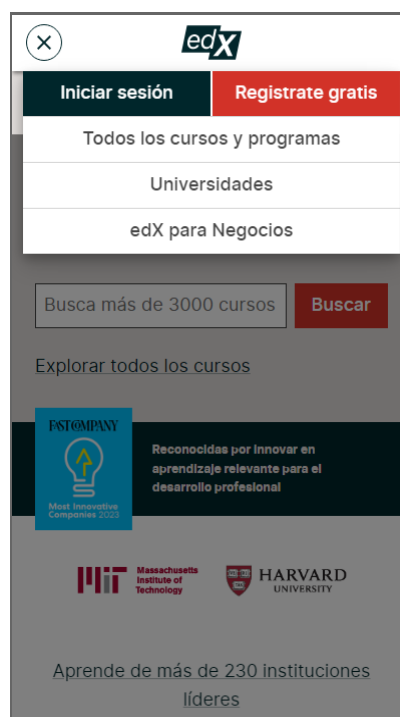 edX
Iniciar sesión
Registrate gratis
Todos los cursos y programas
Universidades
edX para Negocios
Busca más de 3000 cursos
Buscar
Explorar todos los cursos
FAST COMPANY
Most Innovative
Companies 2023
Reconocidas por innovar en
aprendizaje relevante para el
desarrollo profesional
Massachusetts
Institute of
Technology
HARVARD
UNIVERSITY
Aprende de más de 230 instituciones
líderes